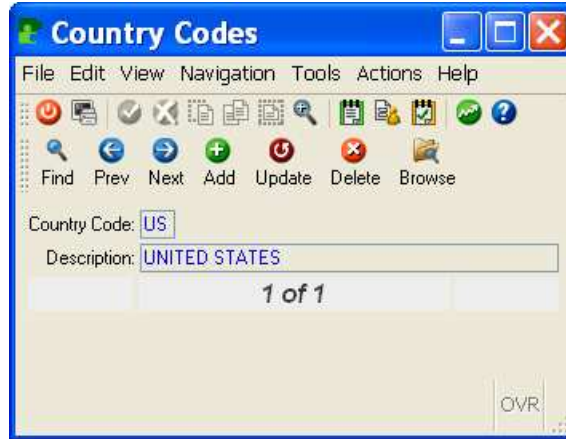 Country Codes
File Edit View Navigation Tools Actions Help
Find Prev Next Add Update Delete Browse
Country Code: US
Description: UNITED STATES
1 of 1
OVR